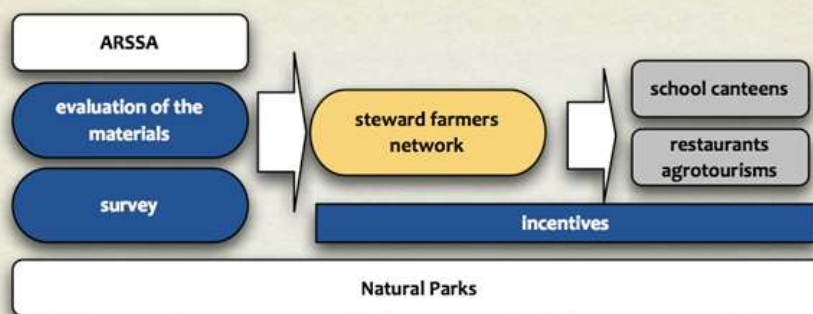 ARSSA
evaluation of the
materials
survey
steward farmers
network
school canteens
restaurants
agrotourisms
incentives
Natural Parks